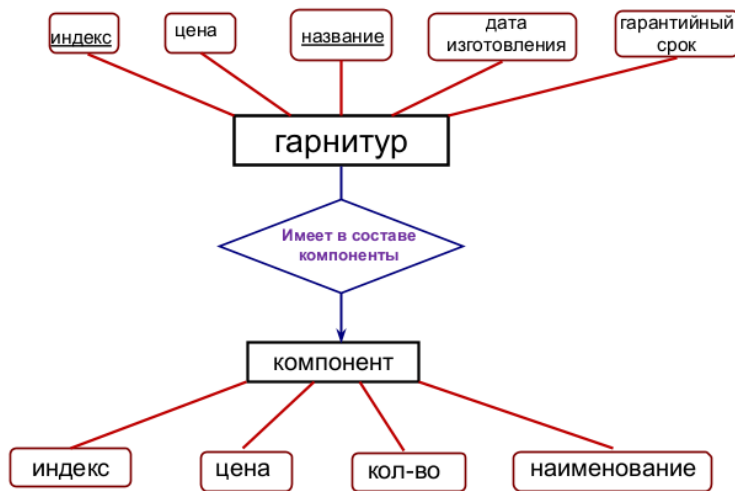 индекс
цена
название
дата
изготовления
гарантийный
срок
гарнитур
Имеет в составе
компоненты
компонент
индекс
цена
кол-во
наименование